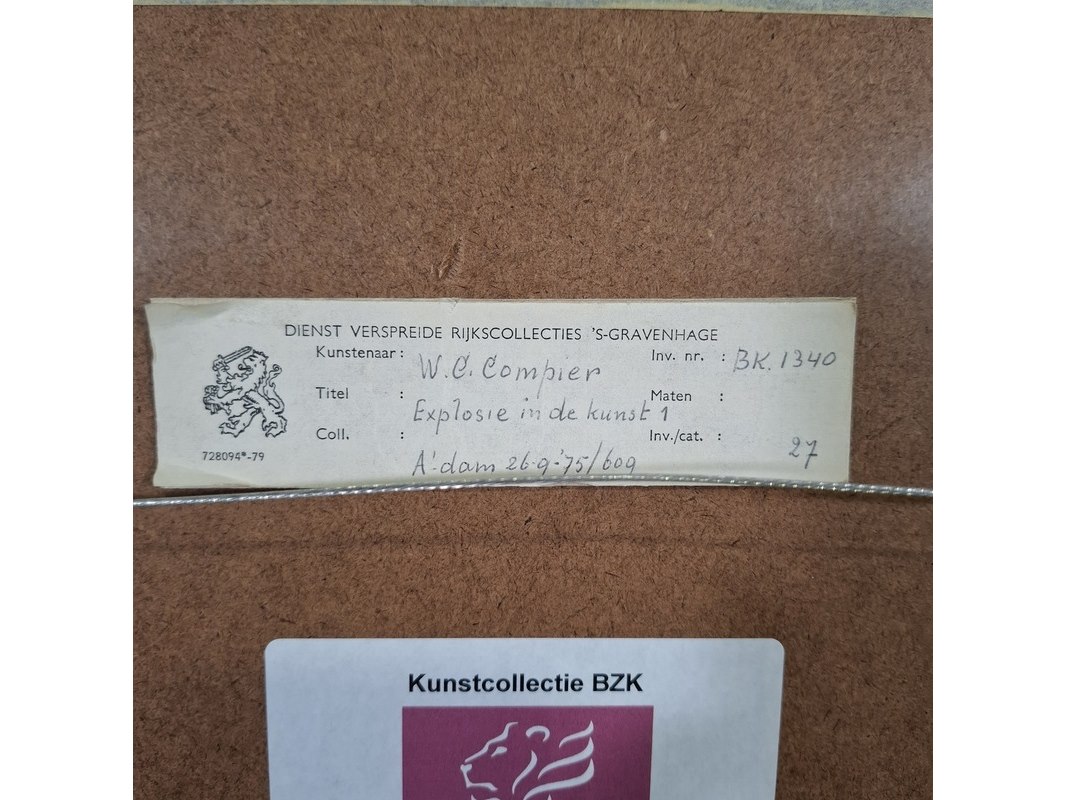 DIENST VERSPREIDE RIJKSCOLLECTIES 'S-GRAVENHAGE
Kunstenaar : W.C. Compier Inv. nr. : BK. 1340
Titel : Explosie in de kunst 1 Maten :
Coll. : A'dam 26-9-'75/609 Inv./cat. : 27
728094*-79
Kunstcollectie BZK